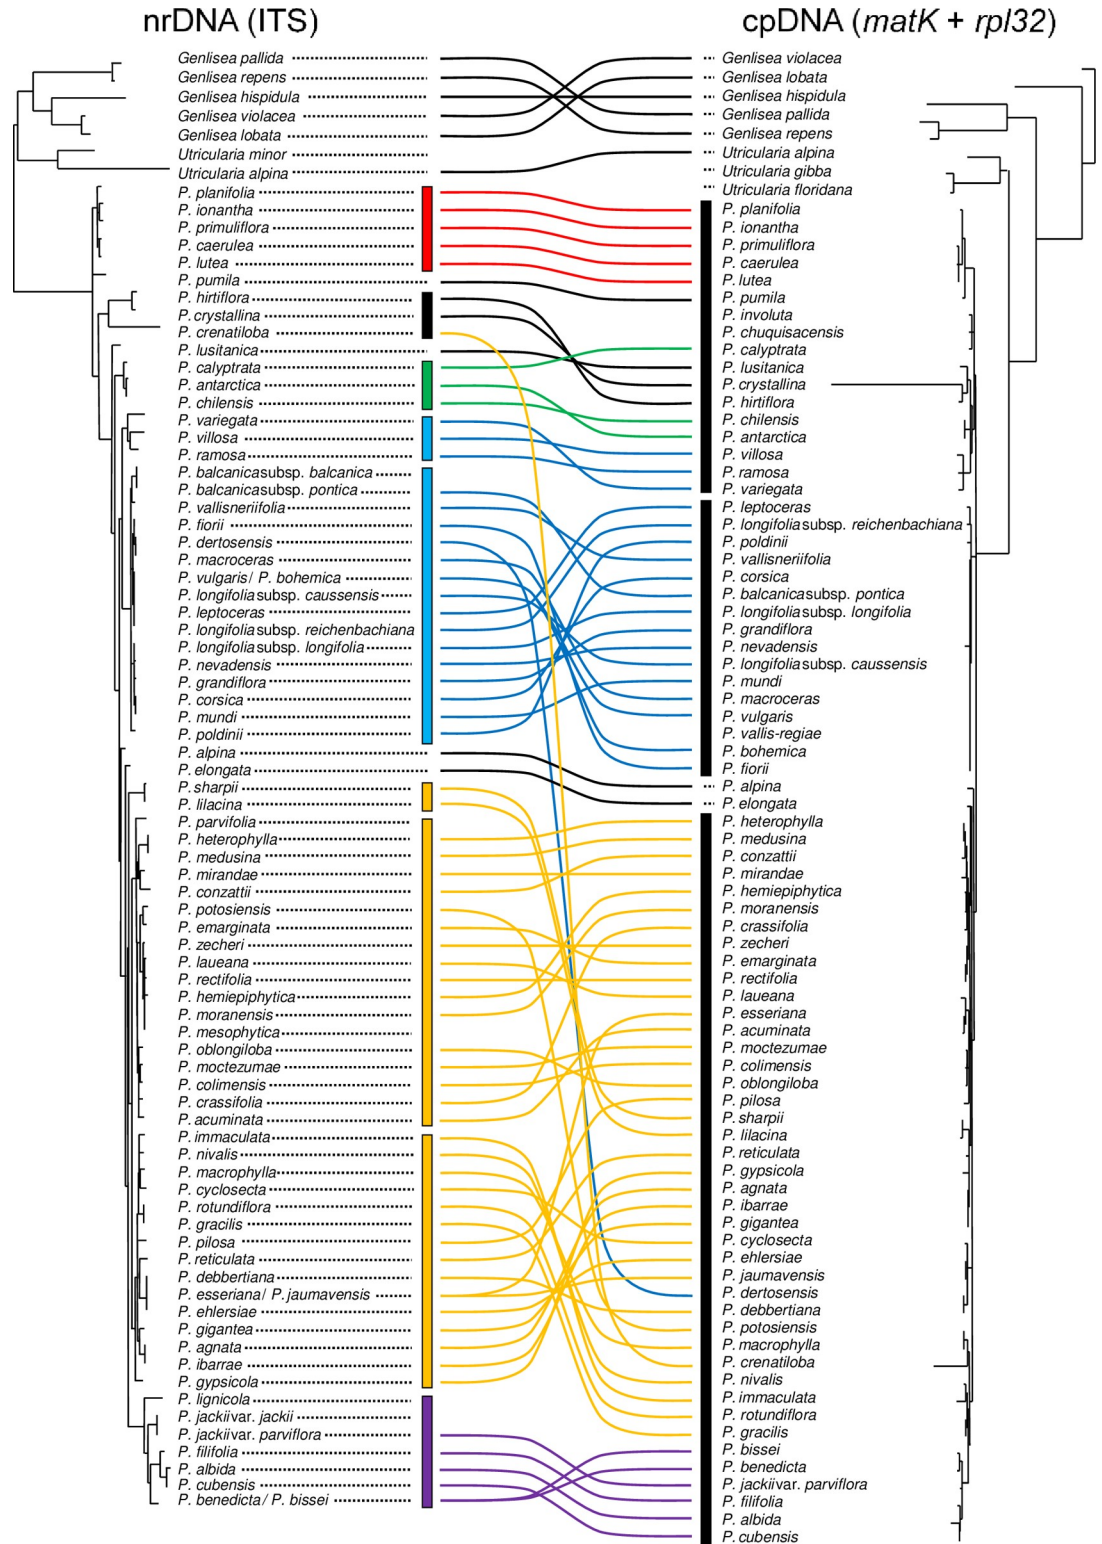 nrDNA (ITS)
Genlisea pallida
Genlisea repens
Genlisea hispidula
Genlisea violacea
Genlisea lobata
Utricularia minor
Utricularia alpina
P. planifolia
P. ionantha
P. primuliflora
P. caerulea
P. lutea
P. pumila
P. hirtiflora
P. crystallina
P. crenatiloba
P. lusitanica
P. calyptrata
P. antarctica
P. chilensis
P. variegata
P. villosa
P. ramosa
P. balcanica subsp. balcanica
P. balcanica subsp. pontica
P. vallisneriifolia
P. fiorii
P. dertosensis
P. macroceras
P. vulgaris / P. bohemica
P. longifolia subsp. caussensis
P. leptoceras
P. longifolia subsp. reichenbachiana
P. longifolia subsp. longifolia
P. nevadensis
P. grandiflora
P. corsica
P. mundi
P. poldinii
P. alpina
P. elongata
P. sharpii
P. lilacina
P. parvifolia
P. heterophylla
P. medusina
P. mirandae
P. conzattii
P. potosiensis
P. emarginata
P. zecheri
P. laueana
P. rectifolia
P. hemiepiphytica
P. moranensis
P. mesophytica
P. oblongiloba
P. moctezumae
P. colimensis
P. crassifolia
P. acuminata
P. immaculata
P. nivalis
P. macrophylla
P. cyclosecta
P. rotundiflora
P. gracilis
P. pilosa
P. reticulata
P. debbertiana
P. esseriana / P. jaumavensis
P. ehlersiae
P. gigantea
P. agnata
P. ibarrae
P. gypsicola
P. lignicola
P. jackii var. jackii
P. jackii var. parviflora
P. filifolia
P. albida
P. cubensis
P. benedicta / P. bissei
cpDNA (matK + rpl32)
Genlisea violacea
Genlisea lobata
Genlisea hispidula
Genlisea pallida
Genlisea repens
Utricularia alpina
Utricularia gibba
Utricularia floridana
P. planifolia
P. ionantha
P. primuliflora
P. caerulea
P. lutea
P. pumila
P. involuta
P. chuquisacensis
P. calyptrata
P. lusitanica
P. crystallina
P. hirtiflora
P. chilensis
P. antarctica
P. villosa
P. ramosa
P. variegata
P. leptoceras
P. longifolia subsp. reichenbachiana
P. poldinii
P. vallisneriifolia
P. corsica
P. balcanica subsp. pontica
P. longifolia subsp. longifolia
P. grandiflora
P. nevadensis
P. longifolia subsp. caussensis
P. mundi
P. macroceras
P. vulgaris
P. vallis-regiae
P. bohemica
P. fiorii
P. alpina
P. elongata
P. heterophylla
P. medusina
P. conzattii
P. mirandae
P. hemiepiphytica
P. moranensis
P. crassifolia
P. zecheri
P. emarginata
P. rectifolia
P. laueana
P. esseriana
P. acuminata
P. moctezumae
P. colimensis
P. oblongiloba
P. pilosa
P. sharpii
P. lilacina
P. reticulata
P. gypsicola
P. agnata
P. ibarrae
P. gigantea
P. cyclosecta
P. ehlersiae
P. jaumavensis
P. dertosensis
P. debbertiana
P. potosiensis
P. macrophylla
P. crenatiloba
P. nivalis
P. immaculata
P. rotundiflora
P. gracilis
P. bissei
P. benedicta
P. jackii var. parviflora
P. filifolia
P. albida
P. cubensis